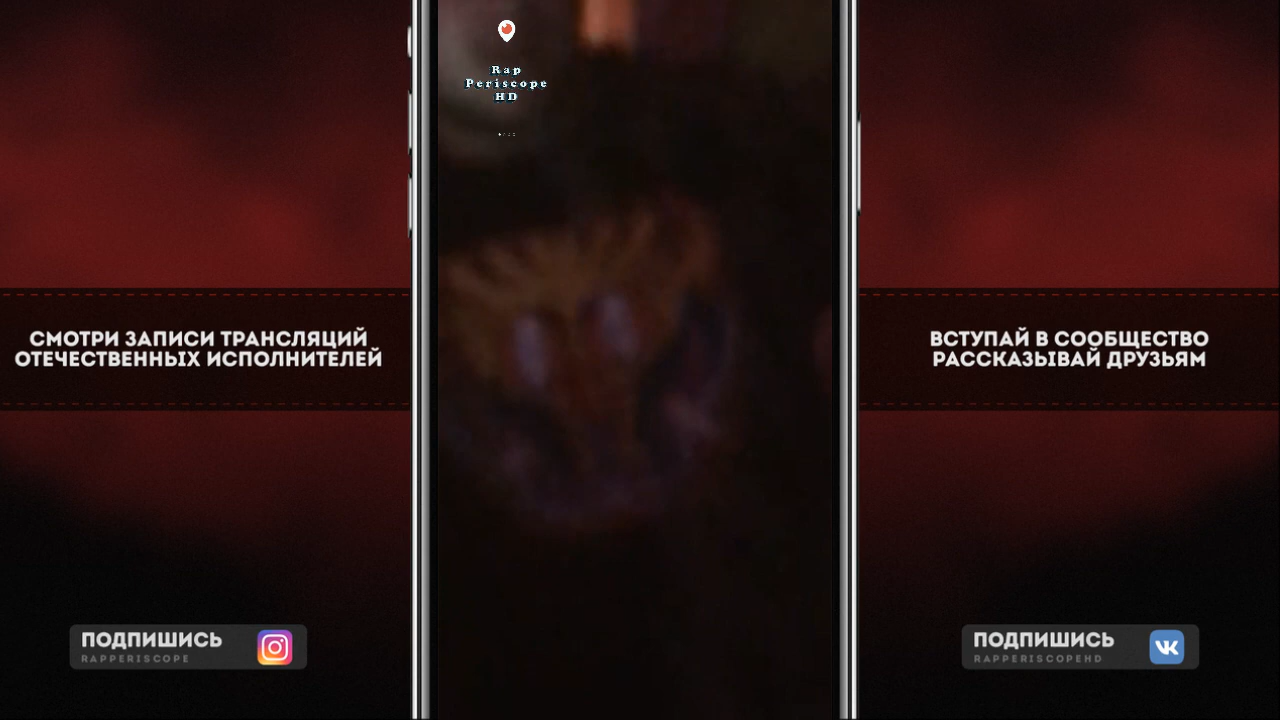 Rap
Periscope
HD
СМОТРИ ЗАПИСИ ТРАНСЛЯЦИЙ
ОТЕЧЕСТВЕННЫХ ИСПОЛНИТЕЛЕЙ
ВСТУПАЙ В СООБЩЕСТВО
РАССКАЗЫВАЙ ДРУЗЬЯМ
ПОДПИШИСЬ
RAPPERISCOPE
ПОДПИШИСЬ
RAPPERISCOPEHD